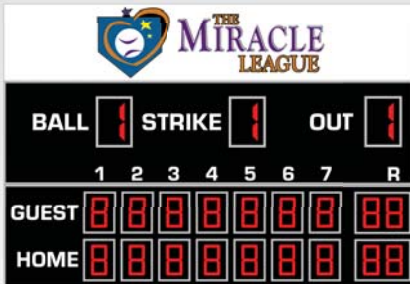 THE
MIRACLE
LEAGUE
BALL 1 STRIKE 1 OUT 1
1 2 3 4 5 6 7 R
GUEST 8 8 8 8 8 8 8 88
HOME 8 8 8 8 8 8 8 88